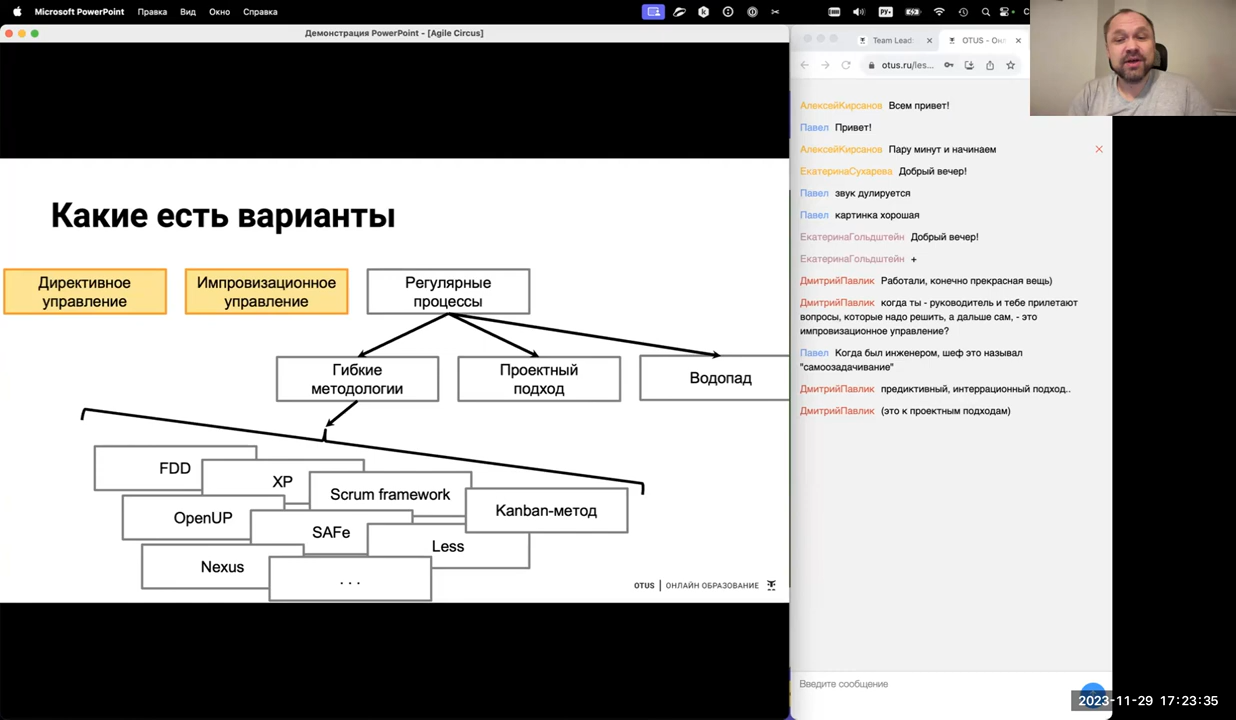 Microsoft PowerPoint Правка Вид Окно Справка
Демонстрация PowerPoint - [Agile Circus]
Какие есть варианты
Директивное
управление
Импровизационное
управление
Регулярные
процессы
Гибкие
методологии
Проектный
подход
Водопад
FDD
XP
Scrum framework
Kanban-метод
OpenUP
SAFe
Less
Nexus
. . .
OTUS | ОНЛАЙН ОБРАЗОВАНИЕ
Team Lead
OTUS - Он
otus.ru/les...
АлексейКирсанов Всем привет!
Павел Привет!
АлексейКирсанов Пару минут и начинаем
ЕкатеринаСухарева Добрый вечер!
Павел звук дулируется
Павел картинка хорошая
ЕкатеринаГольдштейн Добрый вечер!
ЕкатеринаГольдштейн +
ДмитрийПавлик Работали, конечно прекрасная вещь)
ДмитрийПавлик когда ты - руководитель и тебе прилетают
вопросы, которые надо решить, а дальше сам, - это
импровизационное управление?
Павел Когда был инженером, шеф это называл
"самозадачивание"
ДмитрийПавлик предиктивный, интеррационный подход..
ДмитрийПавлик (это к проектным подходам)
Введите сообщение
2023-11-29 17:23:35